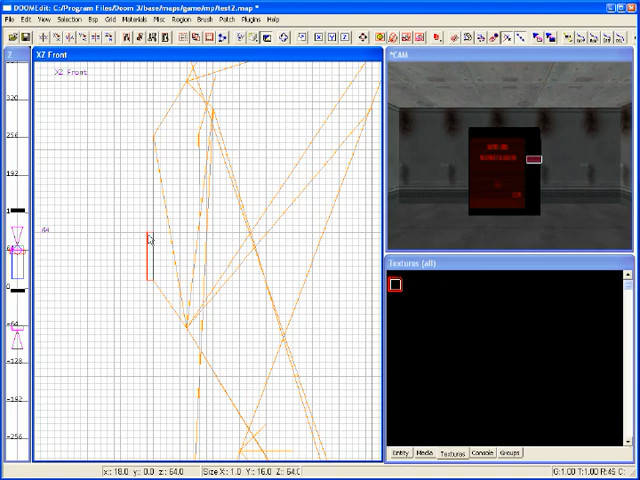 DOOMEdit: C:/Program Files/Doom 3/base/maps/game/mp/test2.map *
File Edit View Selection Bsp Grid Materials Misc Region Brush Patch Plugins Help
X Y Z
Z
XZ Front
*CAM
XZ Front
320
256
192
64
64
0
-64
-128
-192
-256
Textures (all)
Entity Media Textures Console Groups
x:: 18.0 y:: 0.0 z:: 64.0 Size X:: 1.0 Y:: 16.0 Z:: 64.0 G:1.00 T:1.00 R:45 C: